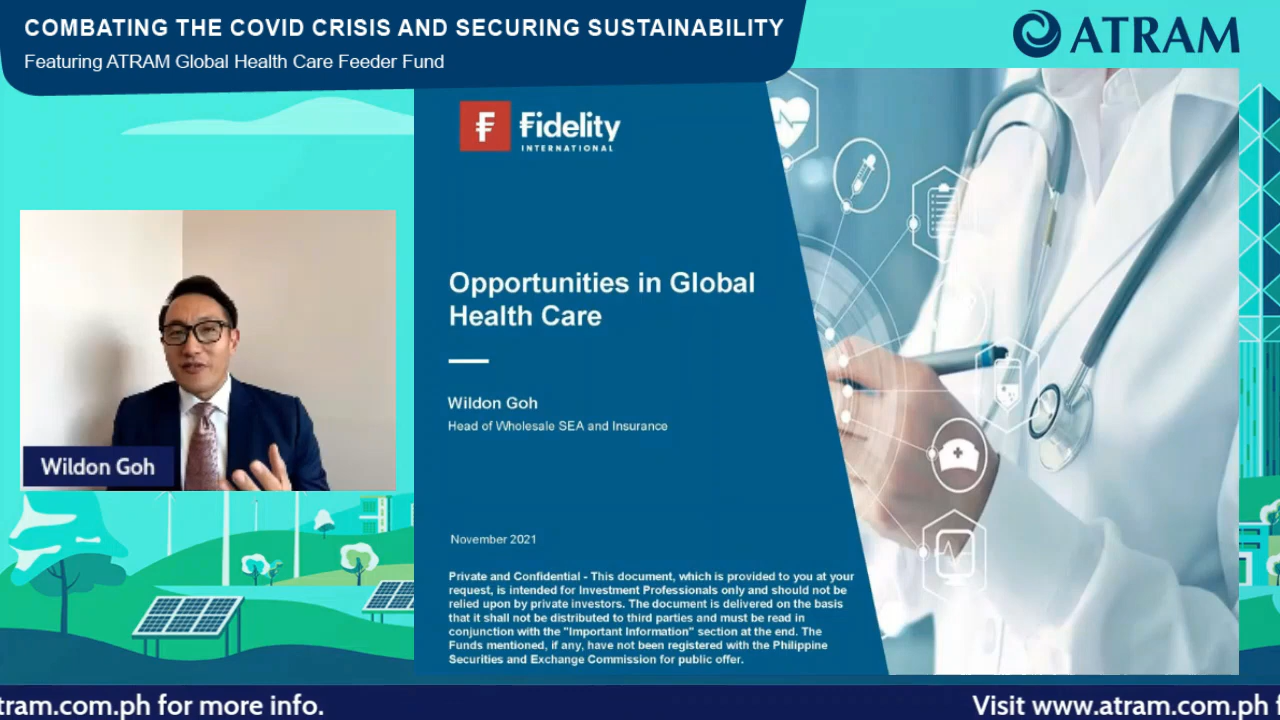 COMBATING THE COVID CRISIS AND SECURING SUSTAINABILITY
Featuring ATRAM Global Health Care Feeder Fund
ATRAM
Fidelity
INTERNATIONAL
Opportunities in Global
Health Care
Wildon Goh
Head of Wholesale SEA and Insurance
Wildon Goh
November 2021
Private and Confidential - This document, which is provided to you at your
request, is intended for Investment Professionals only and should not be
relied upon by private investors. The document is delivered on the basis
that it shall not be distributed to third parties and must be read in
conjunction with the "Important Information" section at the end. The
Funds mentioned, if any, have not been registered with the Philippine
Securities and Exchange Commission for public offer.
tram.com.ph for more info.
Visit www.atram.com.ph f